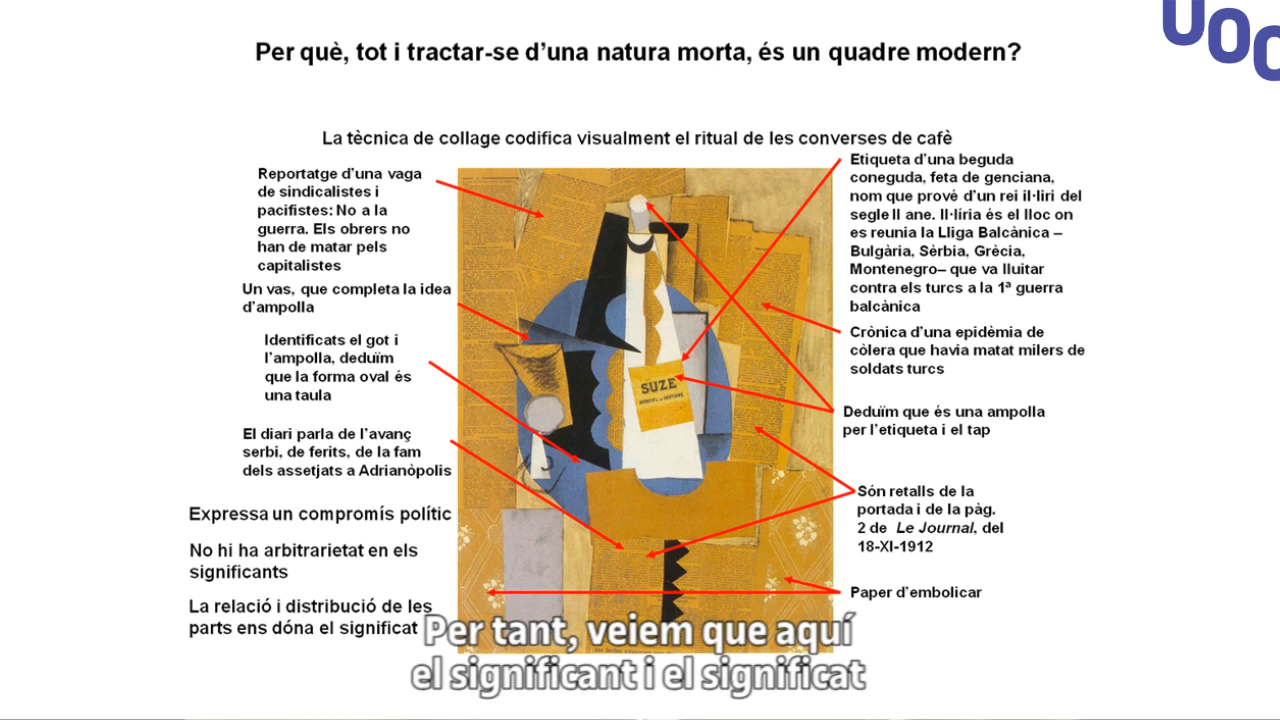 UOC
Per què, tot i tractar-se d’una natura morta, és un quadre modern?
La tècnica de collage codifica visualment el ritual de les converses de cafè
Reportatge d’una vaga
de sindicalistes i
pacifistes: No a la
guerra. Els obrers no
han de matar pels
capitalistes
Un vas, que completa la idea
d’ampolla
Identificats el got i
l’ampolla, deduïm
que la forma oval és
una taula
El diari parla de l’avanç
serbi, de ferits, de la fam
dels assetjats a Adrianòpolis
Expressa un compromís polític
No hi ha arbitrarietat en els
significants
La relació i distribució de les
parts ens dóna el significat
SUZE
Etiqueta d’una beguda
coneguda, feta de genciana,
nom que prové d’un rei il·liri del
segle II ane. Il·líria és el lloc on
es reunia la Lliga Balcànica –
Bulgària, Sèrbia, Grècia,
Montenegro– que va lluitar
contra els turcs a la 1ª guerra
balcànica
Crònica d’una epidèmia de
còlera que havia matat milers de
soldats turcs
Deduïm que és una ampolla
per l’etiqueta i el tap
Són retalls de la
portada i de la pàg.
2 de Le Journal, del
18-XI-1912
Paper d’embolicar
Per tant, veiem que aquí
el significant i el significat